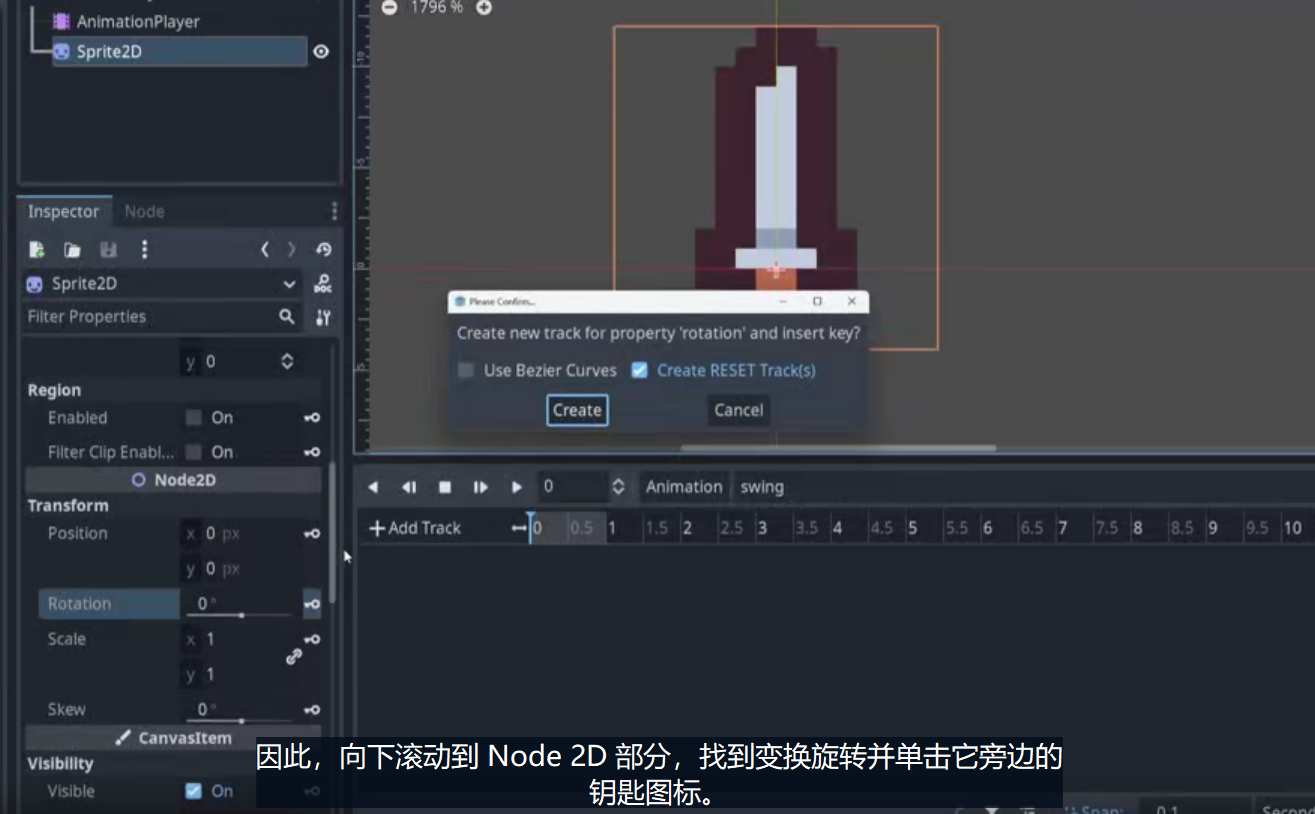 AnimationPlayer
Sprite2D
1796 %
Inspector
Node
Sprite2D
DOC
Filter Properties
y 0
Region
Enabled
On
Filter Clip Enabl...
On
Node2D
Transform
Position
x 0 px
y 0 px
Rotation
0 °
Scale
x 1
y 1
Skew
0 °
CanvasItem
Visibility
Visible
On
Please Confirm...
Create new track for property 'rotation' and insert key?
Use Bezier Curves
Create RESET Track(s)
Create
Cancel
0
Animation
swing
Add Track
0 0.5 1 1.5 2 2.5 3 3.5 4 4.5 5 5.5 6 6.5 7 7.5 8 8.5 9 9.5 10
因此，向下滚动到 Node 2D 部分，找到变换旋转并单击它旁边的
钥匙图标。
Snap:
0.1